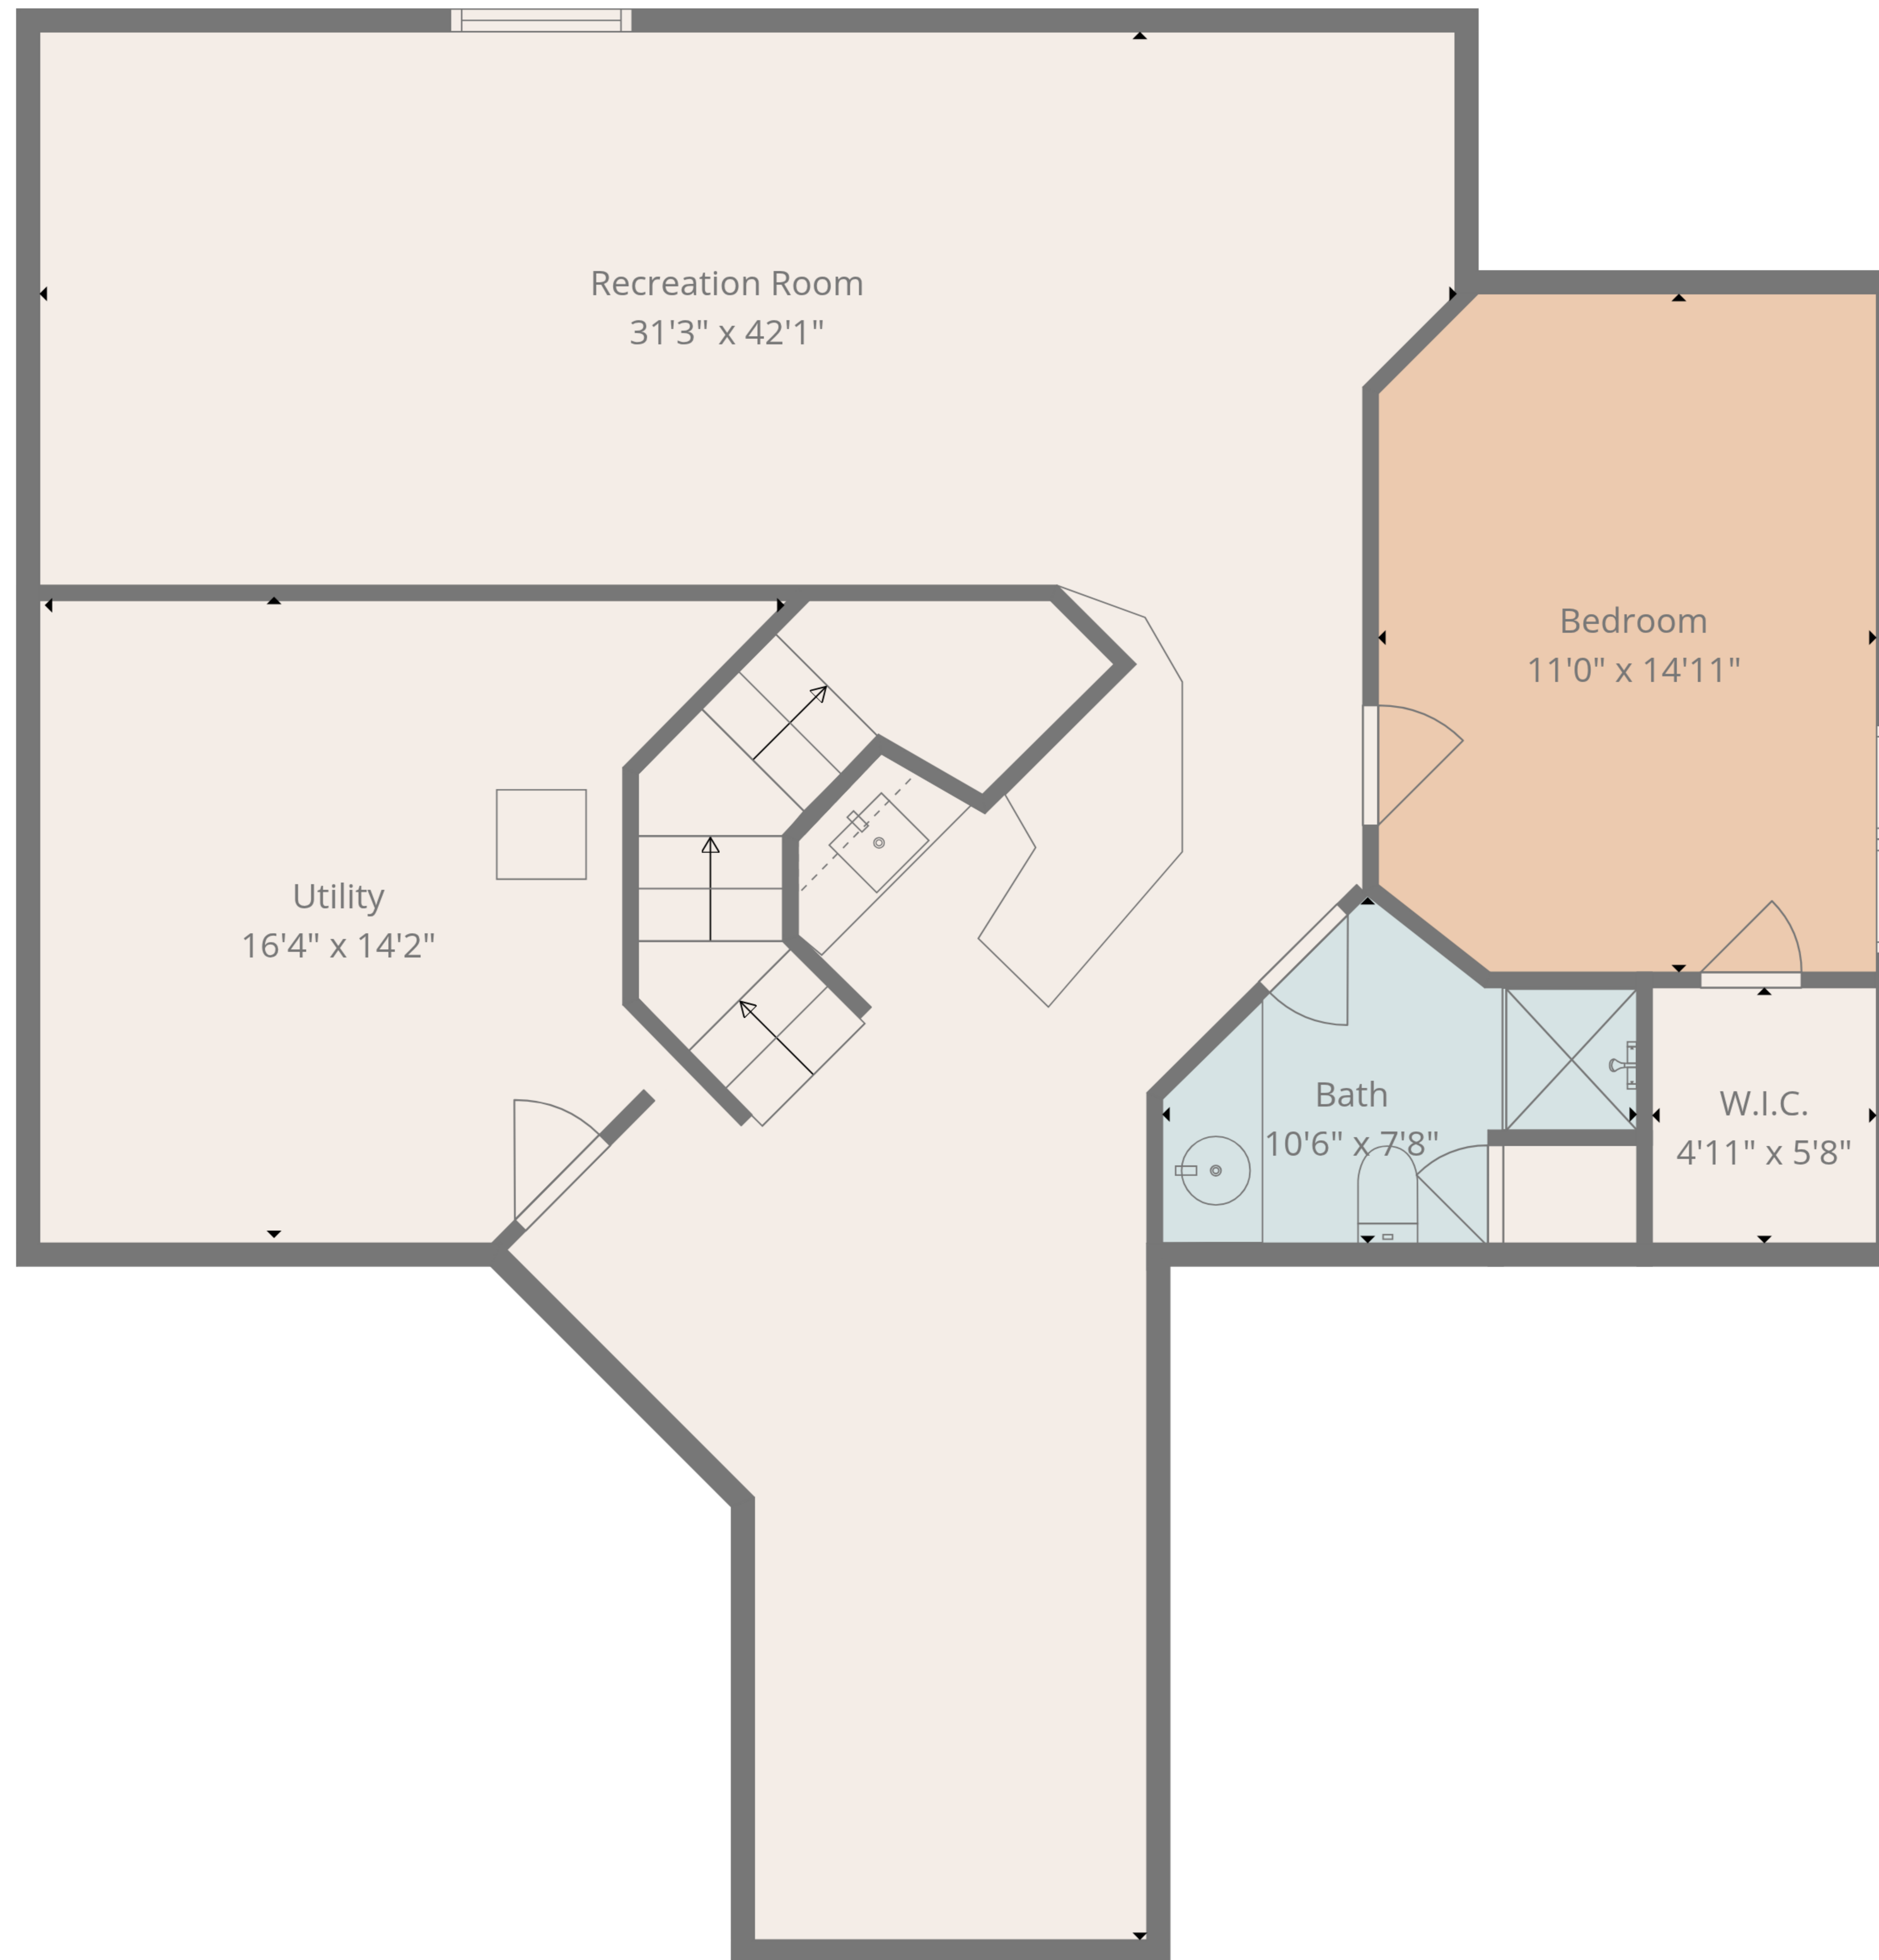 Recreation Room
31'3" x 42'1"
Bedroom
11'0" x 14'11"
Utility
16'4" x 14'2"
Bath
10'6" x 7'8"
W.I.C.
4'11" x 5'8"